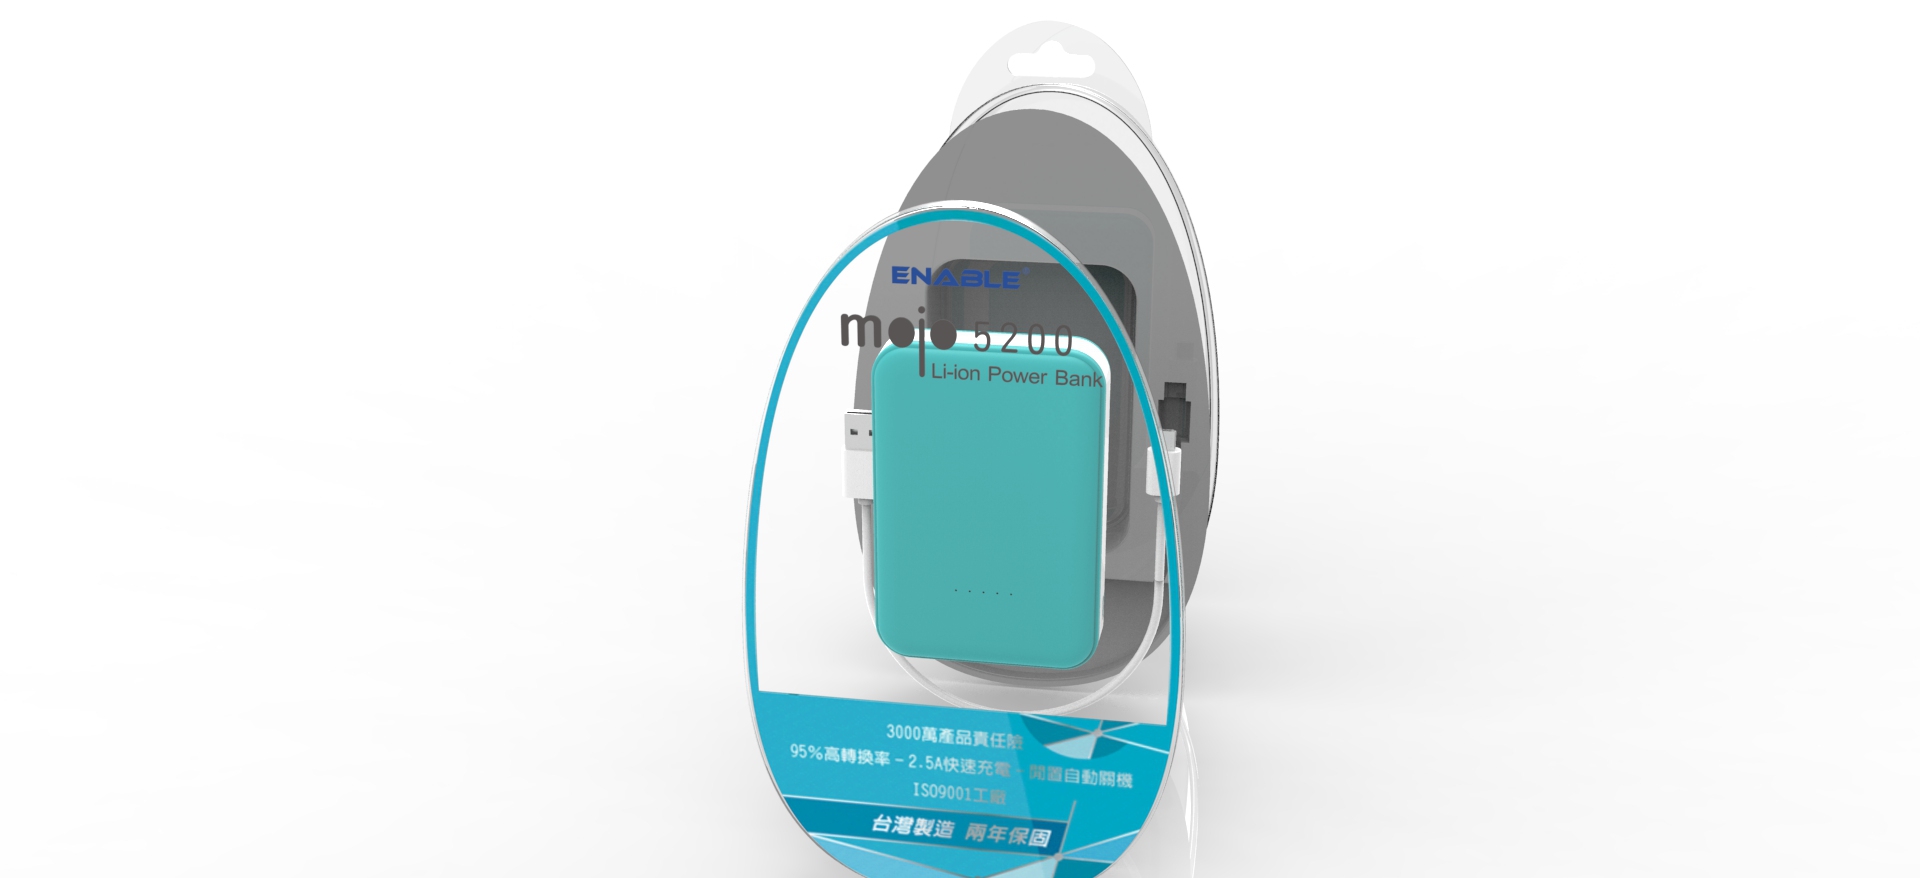 ENABLE®
mojo 5200
Li-ion Power Bank
3000萬產品責任險
95%高轉換率－2.5A快速充電－閒置自動關機
ISO9001工廠
台灣製造 兩年保固